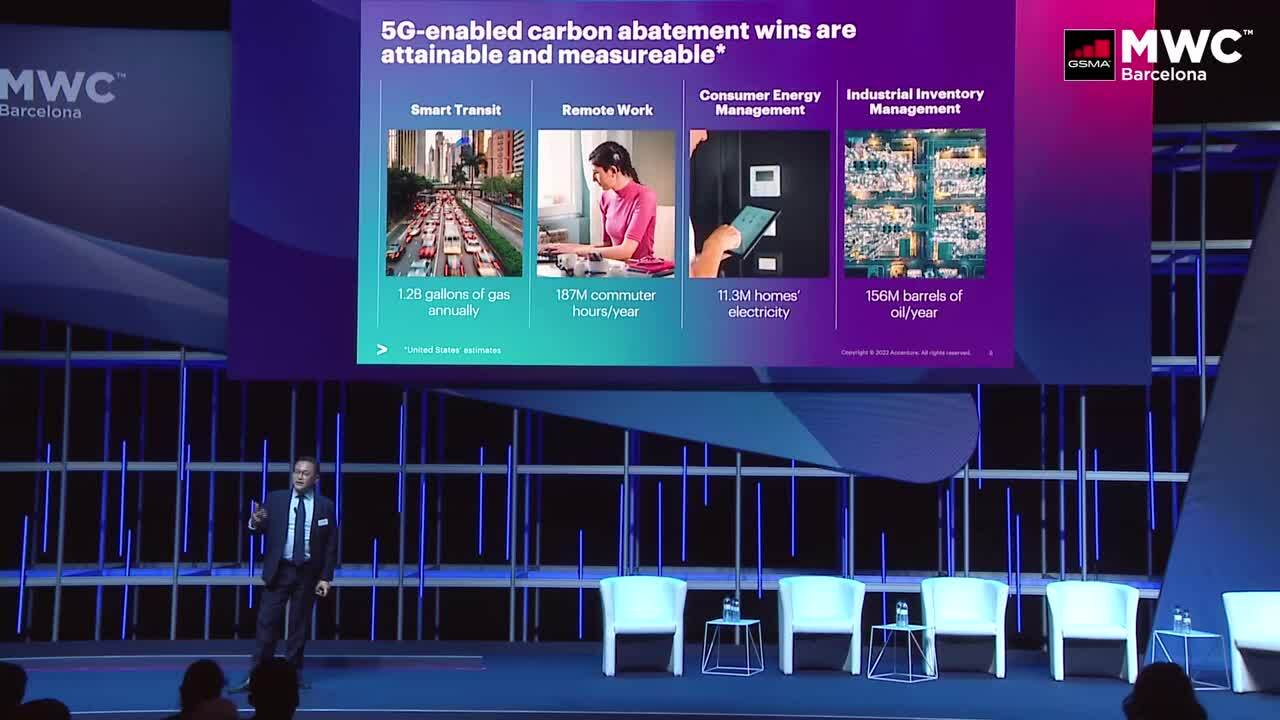 5G-enabled carbon abatement wins are
attainable and measureable*
GSMA
MWC™
Barcelona
MWC™
Barcelona
Smart Transit
Remote Work
Consumer Energy
Management
Industrial Inventory
Management
1.2B gallons of gas
annually
187M commuter
hours/year
11.3M homes'
electricity
156M barrels of
oil/year
> *United States' estimates
Copyright © 2022 Accenture. All rights reserved.